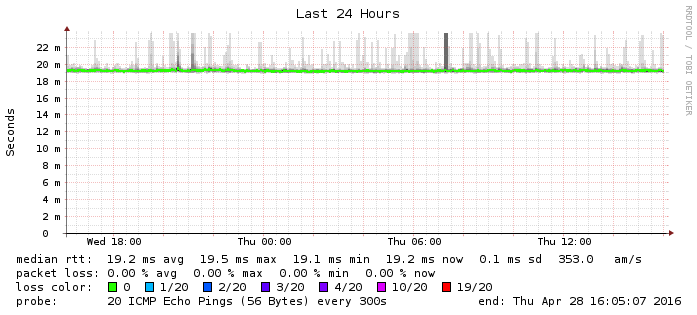 Last 24 Hours
RRDTOOL / TOBI OETIKER
Seconds
22 m
20 m
18 m
16 m
14 m
12 m
10 m
8 m
6 m
4 m
2 m
0
Wed 18:00 Thu 00:00 Thu 06:00 Thu 12:00
median rtt: 19.2 ms avg 19.5 ms max 19.1 ms min 19.2 ms now 0.1 ms sd 353.0 am/s
packet loss: 0.00 % avg 0.00 % max 0.00 % min 0.00 % now
loss color: 0 1/20 2/20 3/20 4/20 10/20 19/20
probe: 20 ICMP Echo Pings (56 Bytes) every 300s end: Thu Apr 28 16:05:07 2016